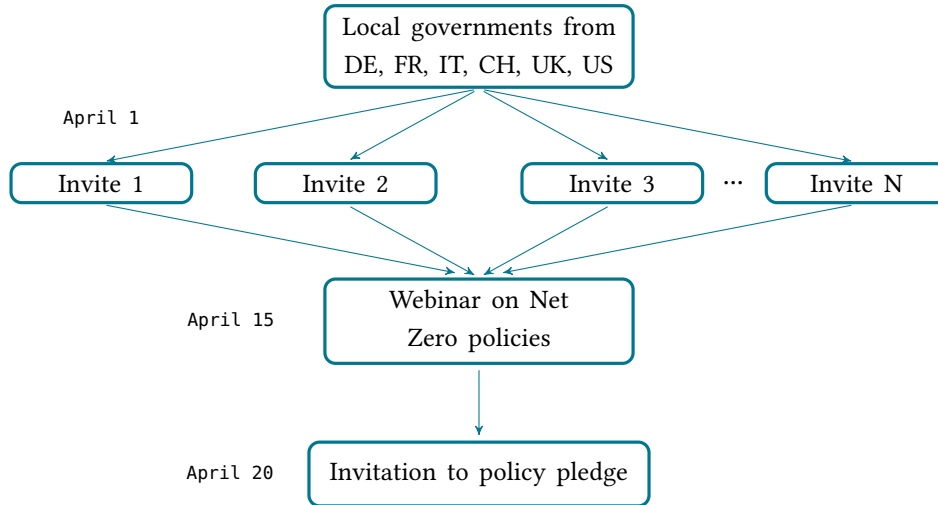 Local governments from
DE, FR, IT, CH, UK, US
April 1
Invite 1
Invite 2
Invite 3
...
Invite N
Webinar on Net
Zero policies
April 15
Invitation to policy pledge
April 20